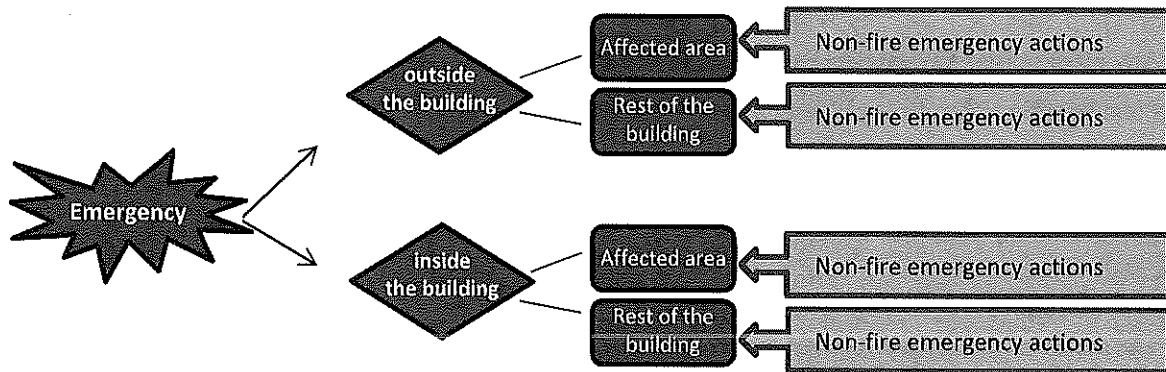 Emergency
outside
the building
Affected area
Non-fire emergency actions
Rest of the
building
Non-fire emergency actions
inside
the building
Affected area
Non-fire emergency actions
Rest of the
building
Non-fire emergency actions